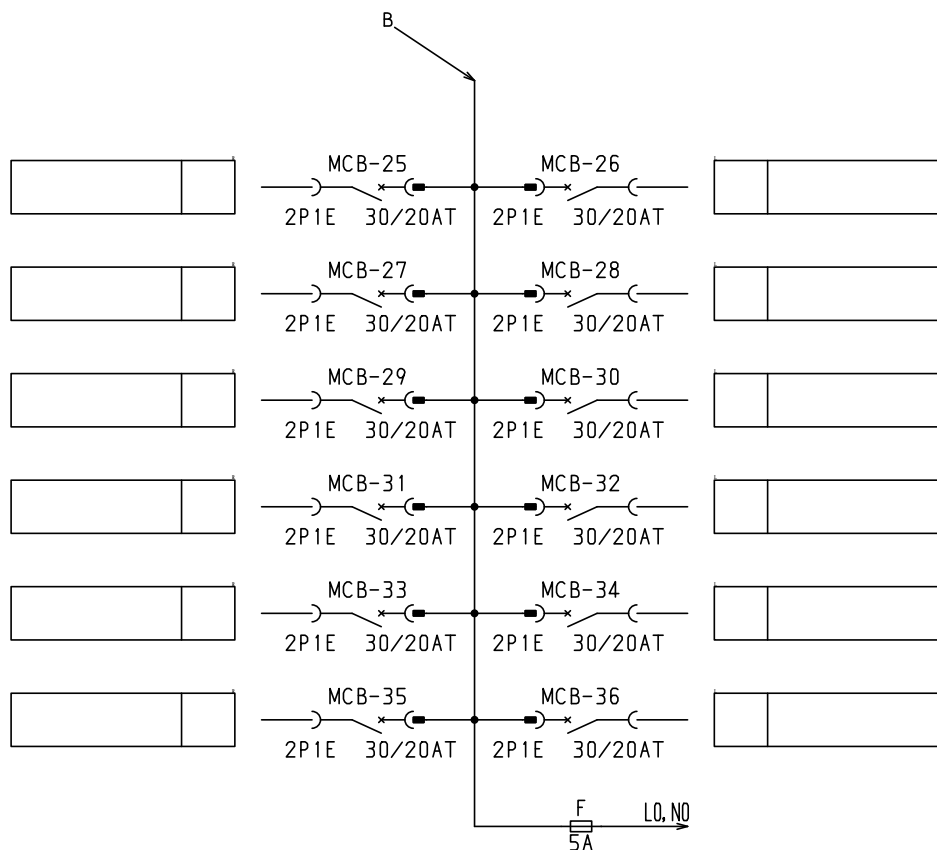 B
MCB-25 MCB-26
2P1E 30/20AT 2P1E 30/20AT
MCB-27 MCB-28
2P1E 30/20AT 2P1E 30/20AT
MCB-29 MCB-30
2P1E 30/20AT 2P1E 30/20AT
MCB-31 MCB-32
2P1E 30/20AT 2P1E 30/20AT
MCB-33 MCB-34
2P1E 30/20AT 2P1E 30/20AT
MCB-35 MCB-36
2P1E 30/20AT 2P1E 30/20AT
F L0,N0
5A